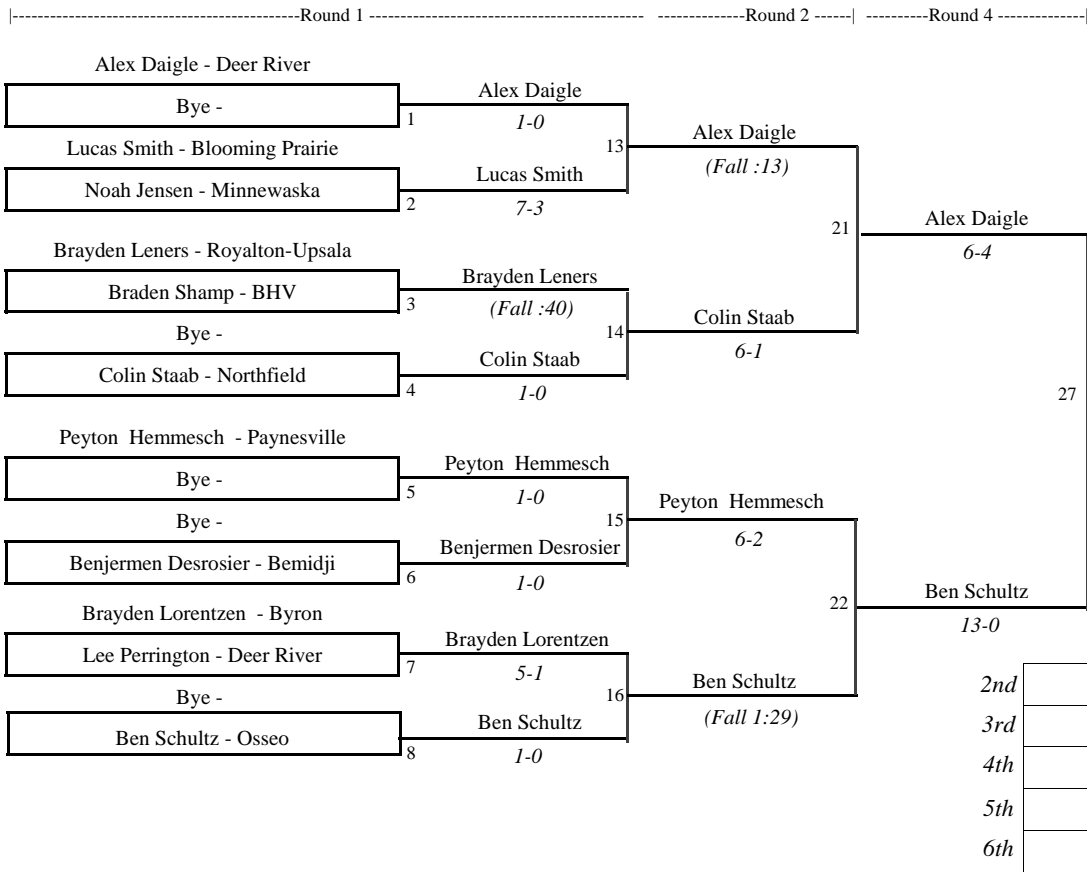 |-------------------------------------------Round 1 ----------------------------------------- -------------Round 2 ------| ---------Round 4 -------------|
Alex Daigle - Deer River
Bye -
1
Alex Daigle
1-0
Lucas Smith - Blooming Prairie
Noah Jensen - Minnewaska
2
Lucas Smith
7-3
13
Alex Daigle
(Fall :13)
Brayden Leners - Royalton-Upsala
Braden Shamp - BHV
3
Brayden Leners
(Fall :40)
Bye -
Colin Staab - Northfield
4
Colin Staab
1-0
14
Colin Staab
6-1
21
Alex Daigle
6-4
Peyton  Hemmesch  - Paynesville
Bye -
5
Peyton  Hemmesch
1-0
Bye -
Benjermen Desrosier - Bemidji
6
Benjermen Desrosier
1-0
15
Peyton  Hemmesch
6-2
Brayden Lorentzen  - Byron
Lee Perrington - Deer River
7
Brayden Lorentzen
5-1
Bye -
Ben Schultz - Osseo
8
Ben Schultz
1-0
16
Ben Schultz
(Fall 1:29)
22
Ben Schultz
13-0
27
2nd
3rd
4th
5th
6th